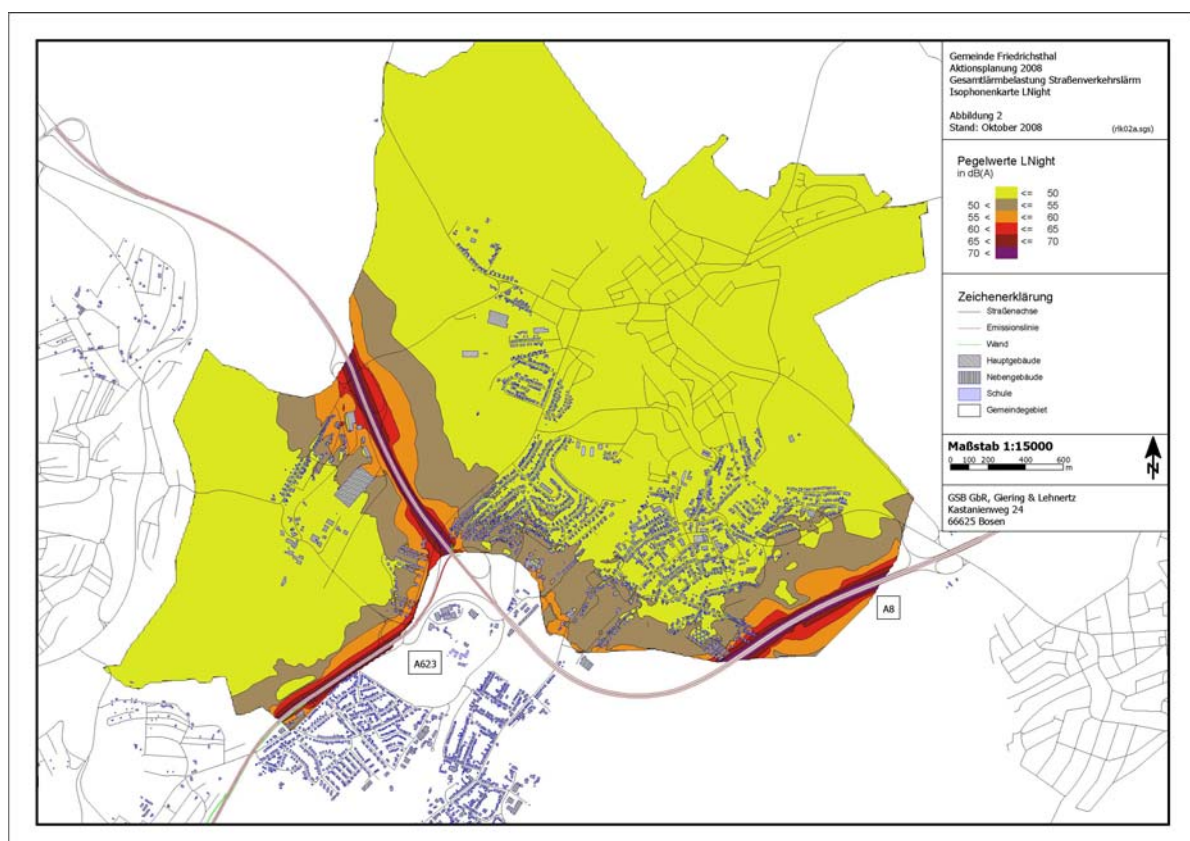 Gemeinde Friedrichsthal
Aktionsplanung 2008
Gesamtlärmbelastung Straßenverkehrslärm
Isophonenkarte LNight
Abbildung 2
Stand: Oktober 2008 (rlk02a.sgs)
Pegelwerte LNight
in dB(A)
<= 50
50 < <= 55
55 < <= 60
60 < <= 65
65 < <= 70
70 <
Zeichenerklärung
Straßenachse
Emissionslinie
Wand
Hauptgebäude
Nebengebäude
Schule
Gemeindegebiet
Maßstab 1:15000
0 100 200 400 600
m
N
GSB GbR, Giering & Lehnertz
Kastanienweg 24
66625 Bosen
A8
A623